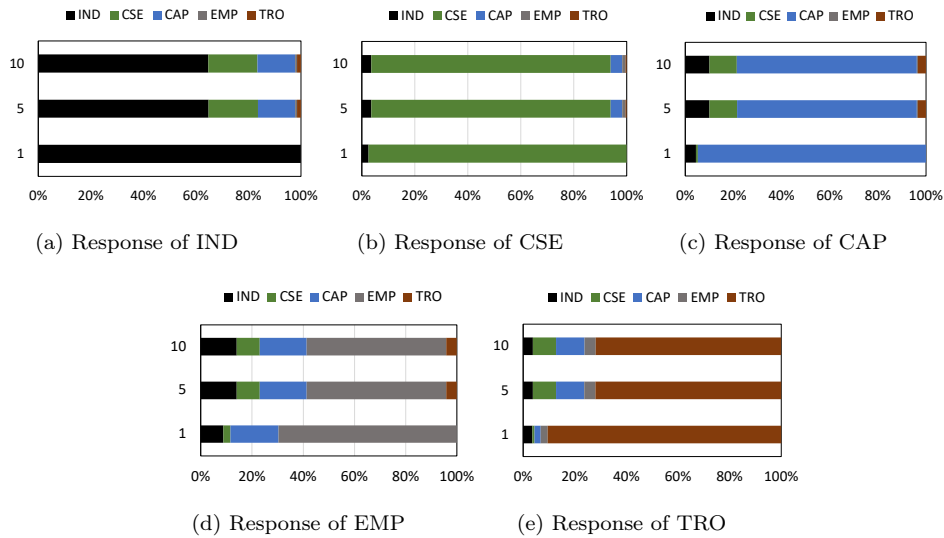 IND CSE CAP EMP TRO
10
5
1
0% 20% 40% 60% 80% 100%
(a) Response of IND
IND CSE CAP EMP TRO
10
5
1
0% 20% 40% 60% 80% 100%
(b) Response of CSE
IND CSE CAP EMP TRO
10
5
1
0% 20% 40% 60% 80% 100%
(c) Response of CAP
IND CSE CAP EMP TRO
10
5
1
0% 20% 40% 60% 80% 100%
(d) Response of EMP
IND CSE CAP EMP TRO
10
5
1
0% 20% 40% 60% 80% 100%
(e) Response of TRO